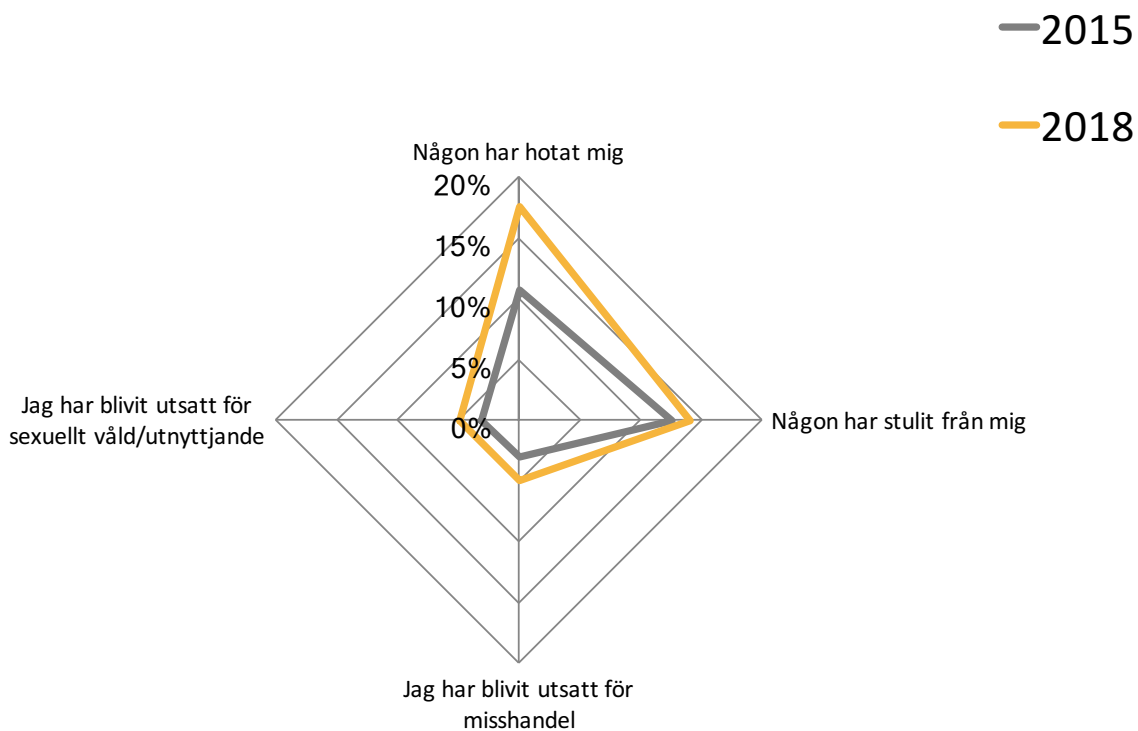 2015
2018
Någon har hotat mig
20%
15%
10%
5%
0%
Någon har stulit från mig
Jag har blivit utsatt för
misshandel
Jag har blivit utsatt för
sexuellt våld/utnyttjande